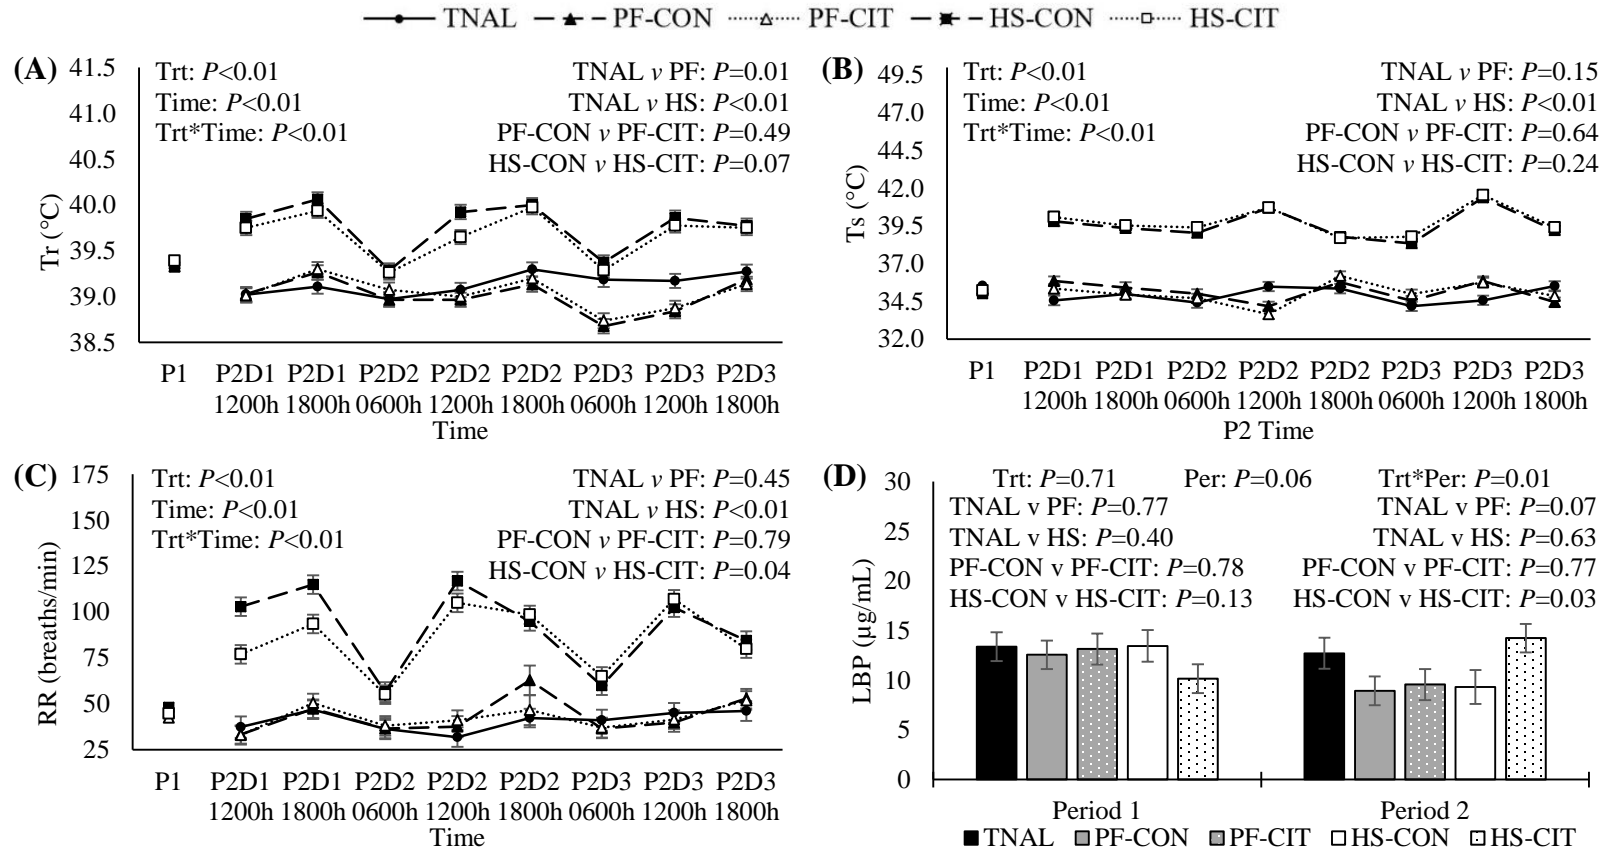 TNAL PF-CON PF-CIT HS-CON HS-CIT
(A)
Trt: P<0.01
Time: P<0.01
Trt*Time: P<0.01
TNAL v PF: P=0.01
TNAL v HS: P<0.01
PF-CON v PF-CIT: P=0.49
HS-CON v HS-CIT: P=0.07
Tr (°C)
41.5
41.0
40.5
40.0
39.5
39.0
38.5
P1 P2D1 P2D1 P2D2 P2D2 P2D2 P2D3 P2D3 P2D3
1200h 1800h 0600h 1200h 1800h 0600h 1200h 1800h
Time
(B)
Trt: P<0.01
Time: P<0.01
Trt*Time: P<0.01
TNAL v PF: P=0.15
TNAL v HS: P<0.01
PF-CON v PF-CIT: P=0.64
HS-CON v HS-CIT: P=0.24
Ts (°C)
49.5
47.0
44.5
42.0
39.5
37.0
34.5
32.0
P1 P2D1 P2D1 P2D2 P2D2 P2D2 P2D3 P2D3 P2D3
1200h 1800h 0600h 1200h 1800h 0600h 1200h 1800h
P2 Time
(C)
Trt: P<0.01
Time: P<0.01
Trt*Time: P<0.01
TNAL v PF: P=0.45
TNAL v HS: P<0.01
PF-CON v PF-CIT: P=0.79
HS-CON v HS-CIT: P=0.04
RR (breaths/min)
175
150
125
100
75
50
25
P1 P2D1 P2D1 P2D2 P2D2 P2D2 P2D3 P2D3 P2D3
1200h 1800h 0600h 1200h 1800h 0600h 1200h 1800h
Time
(D)
Trt: P=0.71 Per: P=0.06 Trt*Per: P=0.01
TNAL v PF: P=0.77
TNAL v HS: P=0.40
PF-CON v PF-CIT: P=0.78
HS-CON v HS-CIT: P=0.13
TNAL v PF: P=0.07
TNAL v HS: P=0.63
PF-CON v PF-CIT: P=0.77
HS-CON v HS-CIT: P=0.03
LBP (µg/mL)
30
25
20
15
10
5
0
Period 1 Period 2
TNAL PF-CON PF-CIT HS-CON HS-CIT